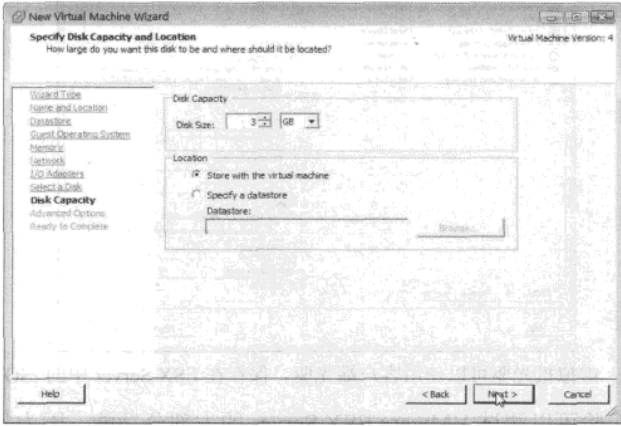 New Virtual Machine Wizard
Specify Disk Capacity and Location
How large do you want this disk to be and where should it be located?
Virtual Machine Version: 4
Wizard Type
Name and Location
Datastore
Guest Operating System
Memory
Network
I/O Adapters
Select a Disk
Disk Capacity
Advanced Options
Ready to Complete
Disk Capacity
Disk Size: 3 GB
Location
Store with the virtual machine
Specify a datastore
Datastore:
Browse...
Help
< Back
Next >
Cancel